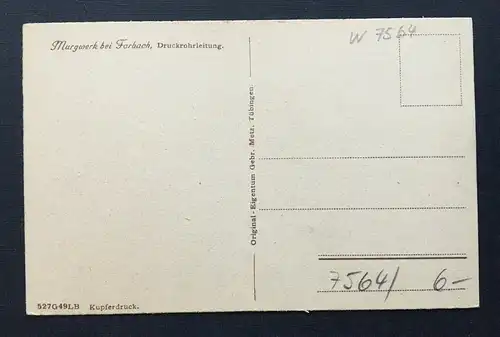 Murgwerk bei Forbach, Druckrohrleitung.
W 7564
Original-Eigentum Gebr. Metz, Tübingen.
7564/ 6-
527G49LB Kupferdruck.